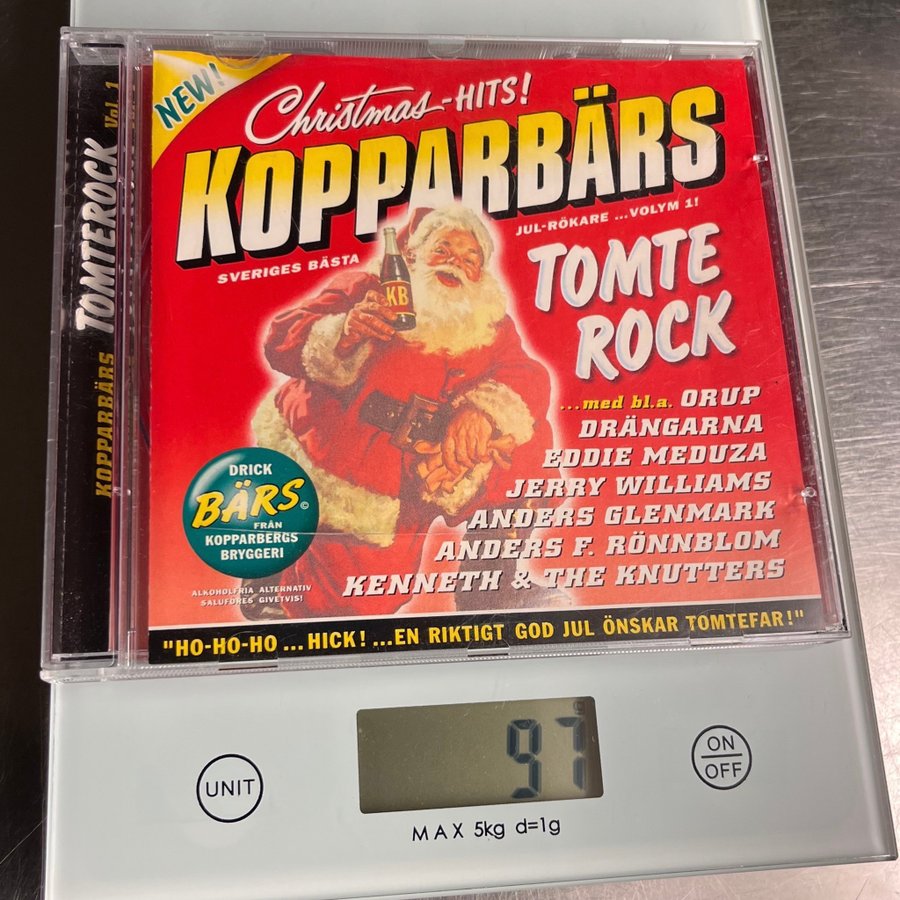 KOPPARBÄRS TOMTEROCK Vol. 1
NEW!
Christmas-HITS!
KOPPARBÄRS
SVERIGES BÄSTA
JUL-RÖKARE ...VOLYM 1!
KB
TOMTE
ROCK
...med bl.a. ORUP
DRÄNGARNA
EDDIE MEDUZA
JERRY WILLIAMS
ANDERS GLENMARK
ANDERS F. RÖNNBLOM
KENNETH & THE KNUTTERS
DRICK
BÄRS©
FRÅN
KOPPARBERGS
BRYGGERI
ALKOHOLFRIA ALTERNATIV
SALUFÖRES GIVETVIS!
"HO-HO-HO ...HICK! ...EN RIKTIGT GOD JUL ÖNSKAR TOMTEFAR!"
97
UNIT
ON
OFF
MAX 5kg d=1g